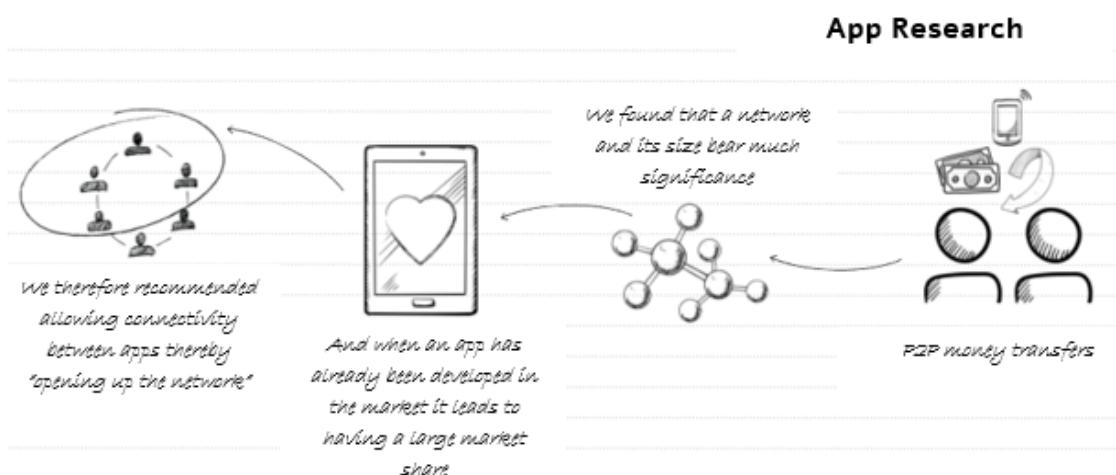 App Research
P2P money transfers
We found that a network
and its size bear much
significance
And when an app has
already been developed in
the market it leads to
having a large market
share
We therefore recommended
allowing connectivity
between apps thereby
"opening up the network"